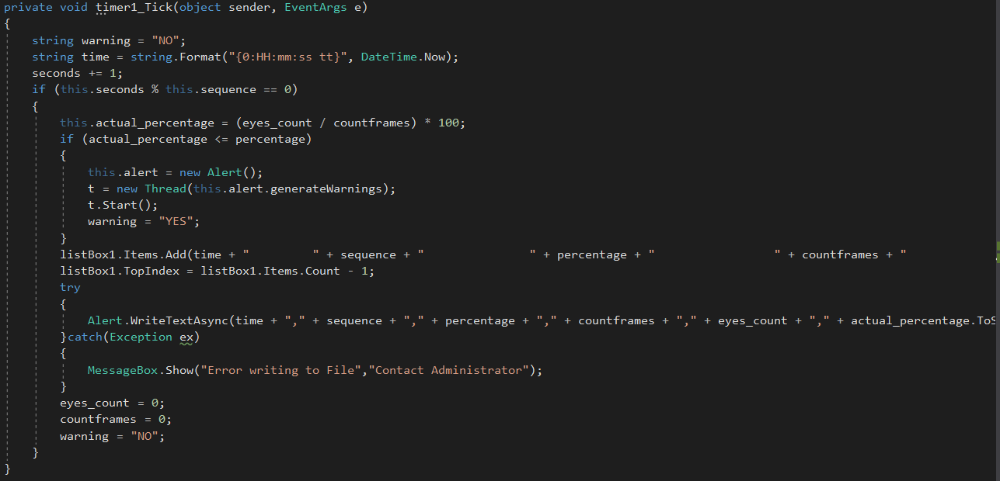 private void timer1_Tick(object sender, EventArgs e)
{
    string warning = "NO";
    string time = string.Format("{0:HH:mm:ss tt}", DateTime.Now);
    seconds += 1;
    if (this.seconds % this.sequence == 0)
    {
        this.actual_percentage = (eyes_count / countframes) * 100;
        if (actual_percentage <= percentage)
        {
            this.alert = new Alert();
            t = new Thread(this.alert.generateWarnings);
            t.Start();
            warning = "YES";
        }
        listBox1.Items.Add(time + "         " + sequence + "               " + percentage + "                 " + countframes + "
        listBox1.TopIndex = listBox1.Items.Count - 1;
        try
        {
            Alert.WriteTextAsync(time + "," + sequence + "," + percentage + "," + countframes + "," + eyes_count + "," + actual_percentage.ToS
        }catch(Exception ex)
        {
            MessageBox.Show("Error writing to File","Contact Administrator");
        }
        eyes_count = 0;
        countframes = 0;
        warning = "NO";
    }
}